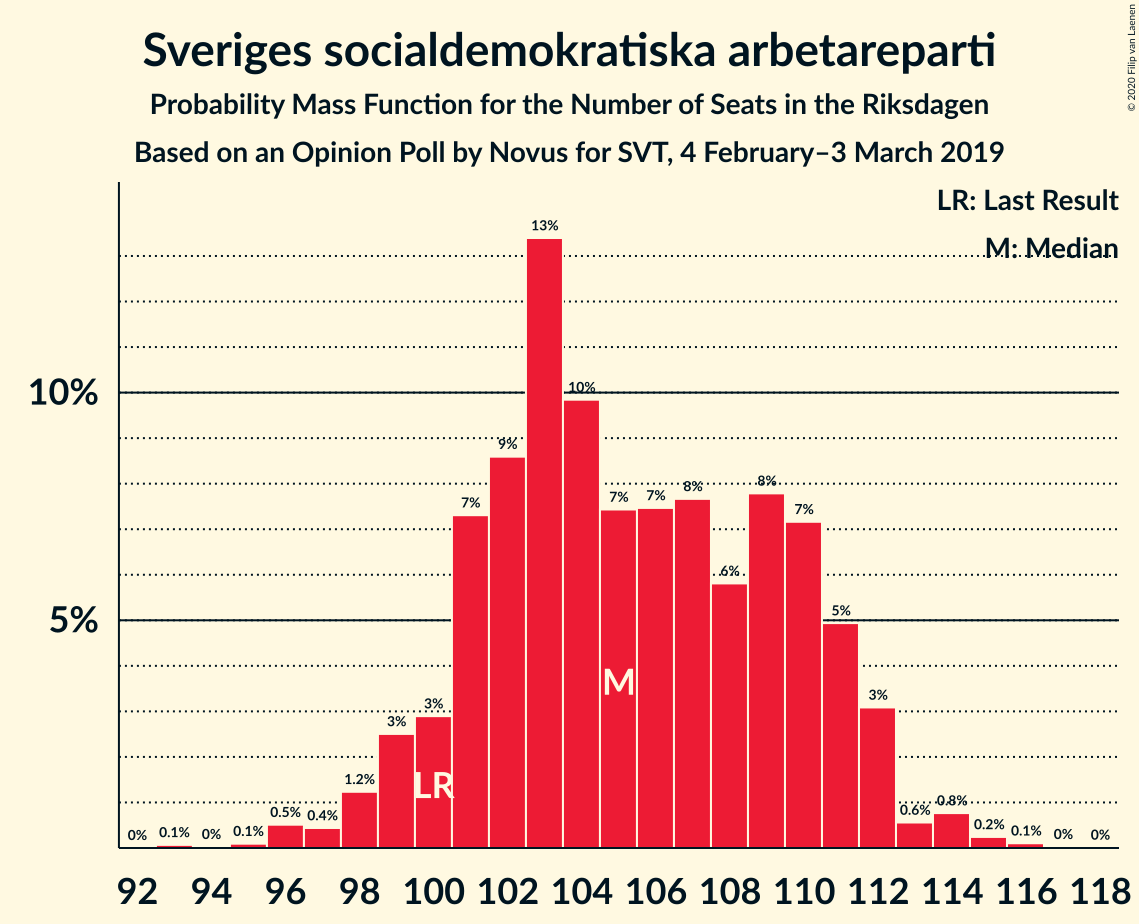 Sveriges socialdemokratiska arbetareparti
Probability Mass Function for the Number of Seats in the Riksdagen
Based on an Opinion Poll by Novus for SVT, 4 February–3 March 2019
© 2020 Filip van Laenen
LR: Last Result
M: Median
10%
5%
0% 0.1% 0% 0.1% 0.5% 0.4% 1.2% 3% 3% 7% 9% 13% 10% 7% 7% 8% 6% 8% 7% 5% 3% 0.6% 0.8% 0.2% 0.1% 0% 0%
LR M
92 94 96 98 100 102 104 106 108 110 112 114 116 118